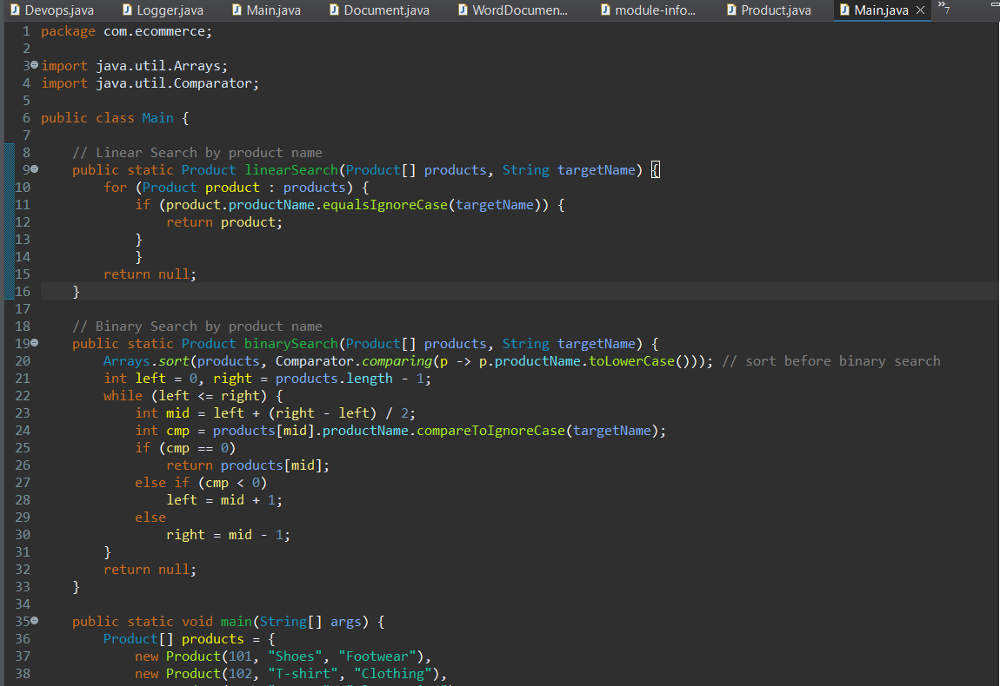 Devops.java Logger.java Main.java Document.java WordDocumen... module-info... Product.java Main.java »7
1 package com.ecommerce;
2
3 import java.util.Arrays;
4 import java.util.Comparator;
5
6 public class Main {
7
8     // Linear Search by product name
9     public static Product linearSearch(Product[] products, String targetName) {
10         for (Product product : products) {
11             if (product.productName.equalsIgnoreCase(targetName)) {
12                 return product;
13             }
14             }
15         return null;
16     }
17
18     // Binary Search by product name
19     public static Product binarySearch(Product[] products, String targetName) {
20         Arrays.sort(products, Comparator.comparing(p -> p.productName.toLowerCase())); // sort before binary search
21         int left = 0, right = products.length - 1;
22         while (left <= right) {
23             int mid = left + (right - left) / 2;
24             int cmp = products[mid].productName.compareToIgnoreCase(targetName);
25             if (cmp == 0)
26                 return products[mid];
27             else if (cmp < 0)
28                 left = mid + 1;
29             else
30                 right = mid - 1;
31         }
32         return null;
33     }
34
35     public static void main(String[] args) {
36         Product[] products = {
37             new Product(101, "Shoes", "Footwear"),
38             new Product(102, "T-shirt", "Clothing"),